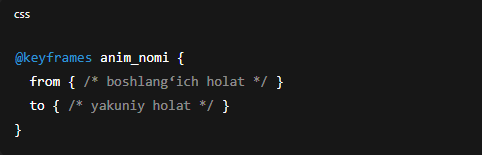 css
@keyframes anim_nomi {
  from { /* boshlang‘ich holat */ }
  to { /* yakuniy holat */ }
}